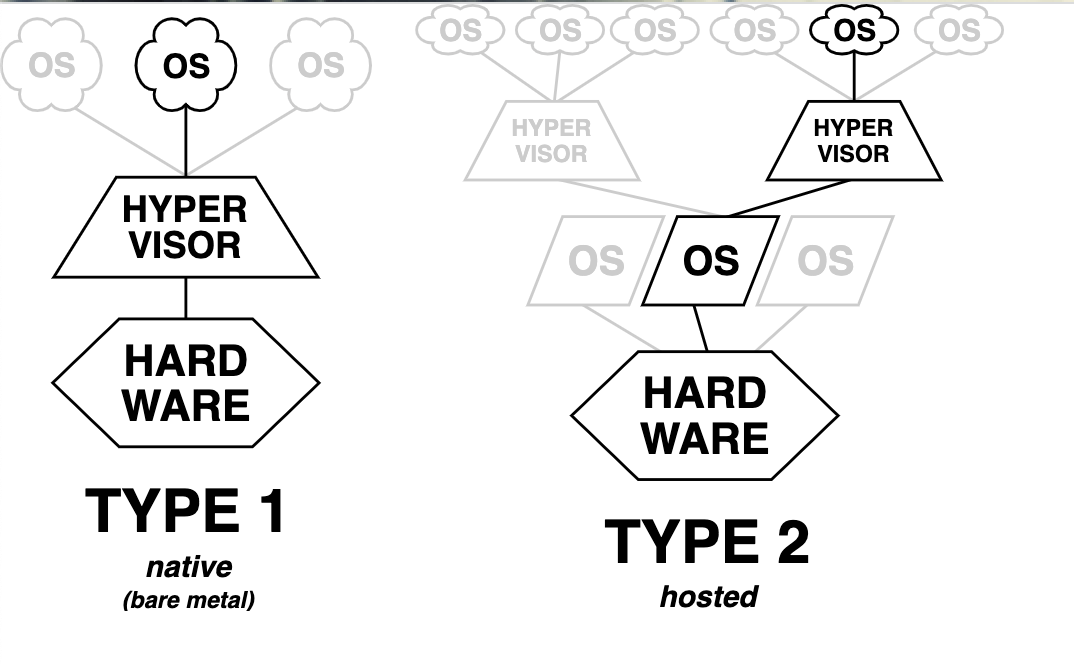 OS
OS
OS
HYPER
VISOR
HARD
WARE
TYPE 1
native
(bare metal)
OS
OS
OS
OS
OS
OS
HYPER
VISOR
HYPER
VISOR
OS
OS
OS
HARD
WARE
TYPE 2
hosted